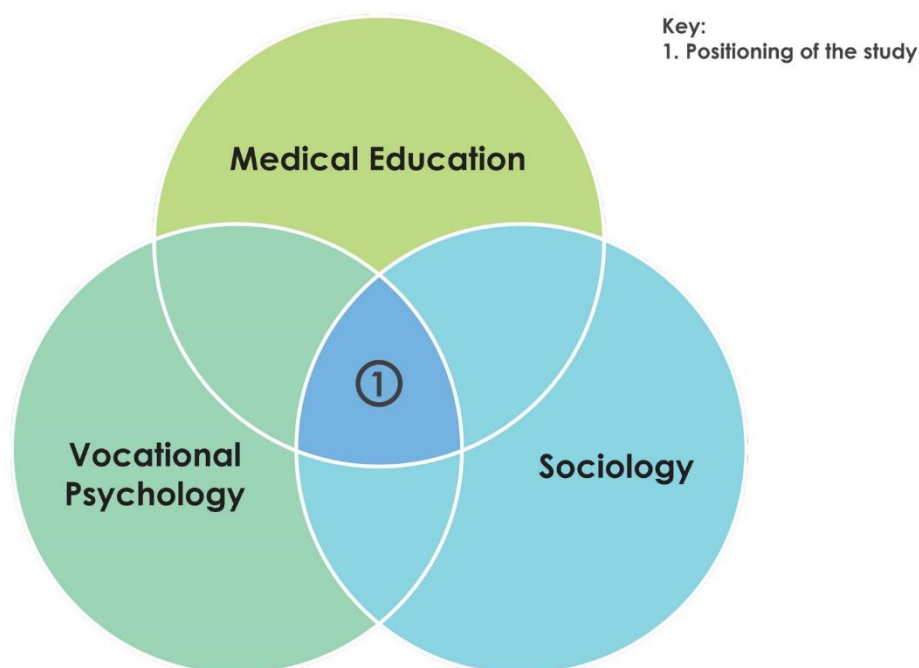 Key:
1. Positioning of the study
Medical Education
1
Vocational
Psychology
Sociology